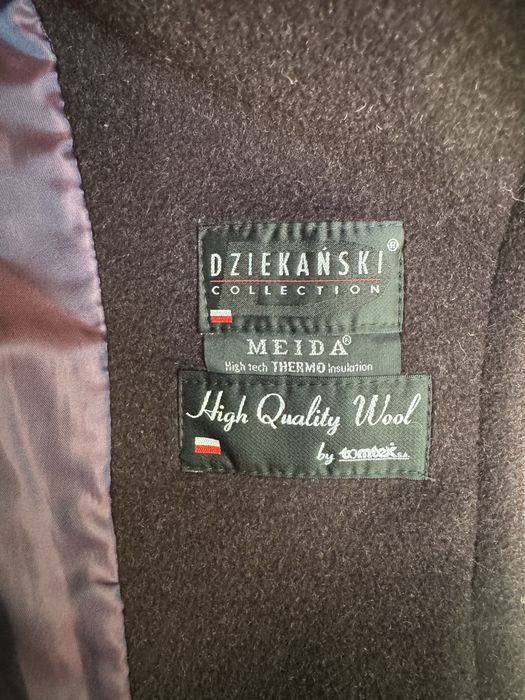 DZIEKAŃSKI®
COLLECTION
MEIDA®
High tech THERMO Insulation
High Quality Wool
by tomtex S.A.